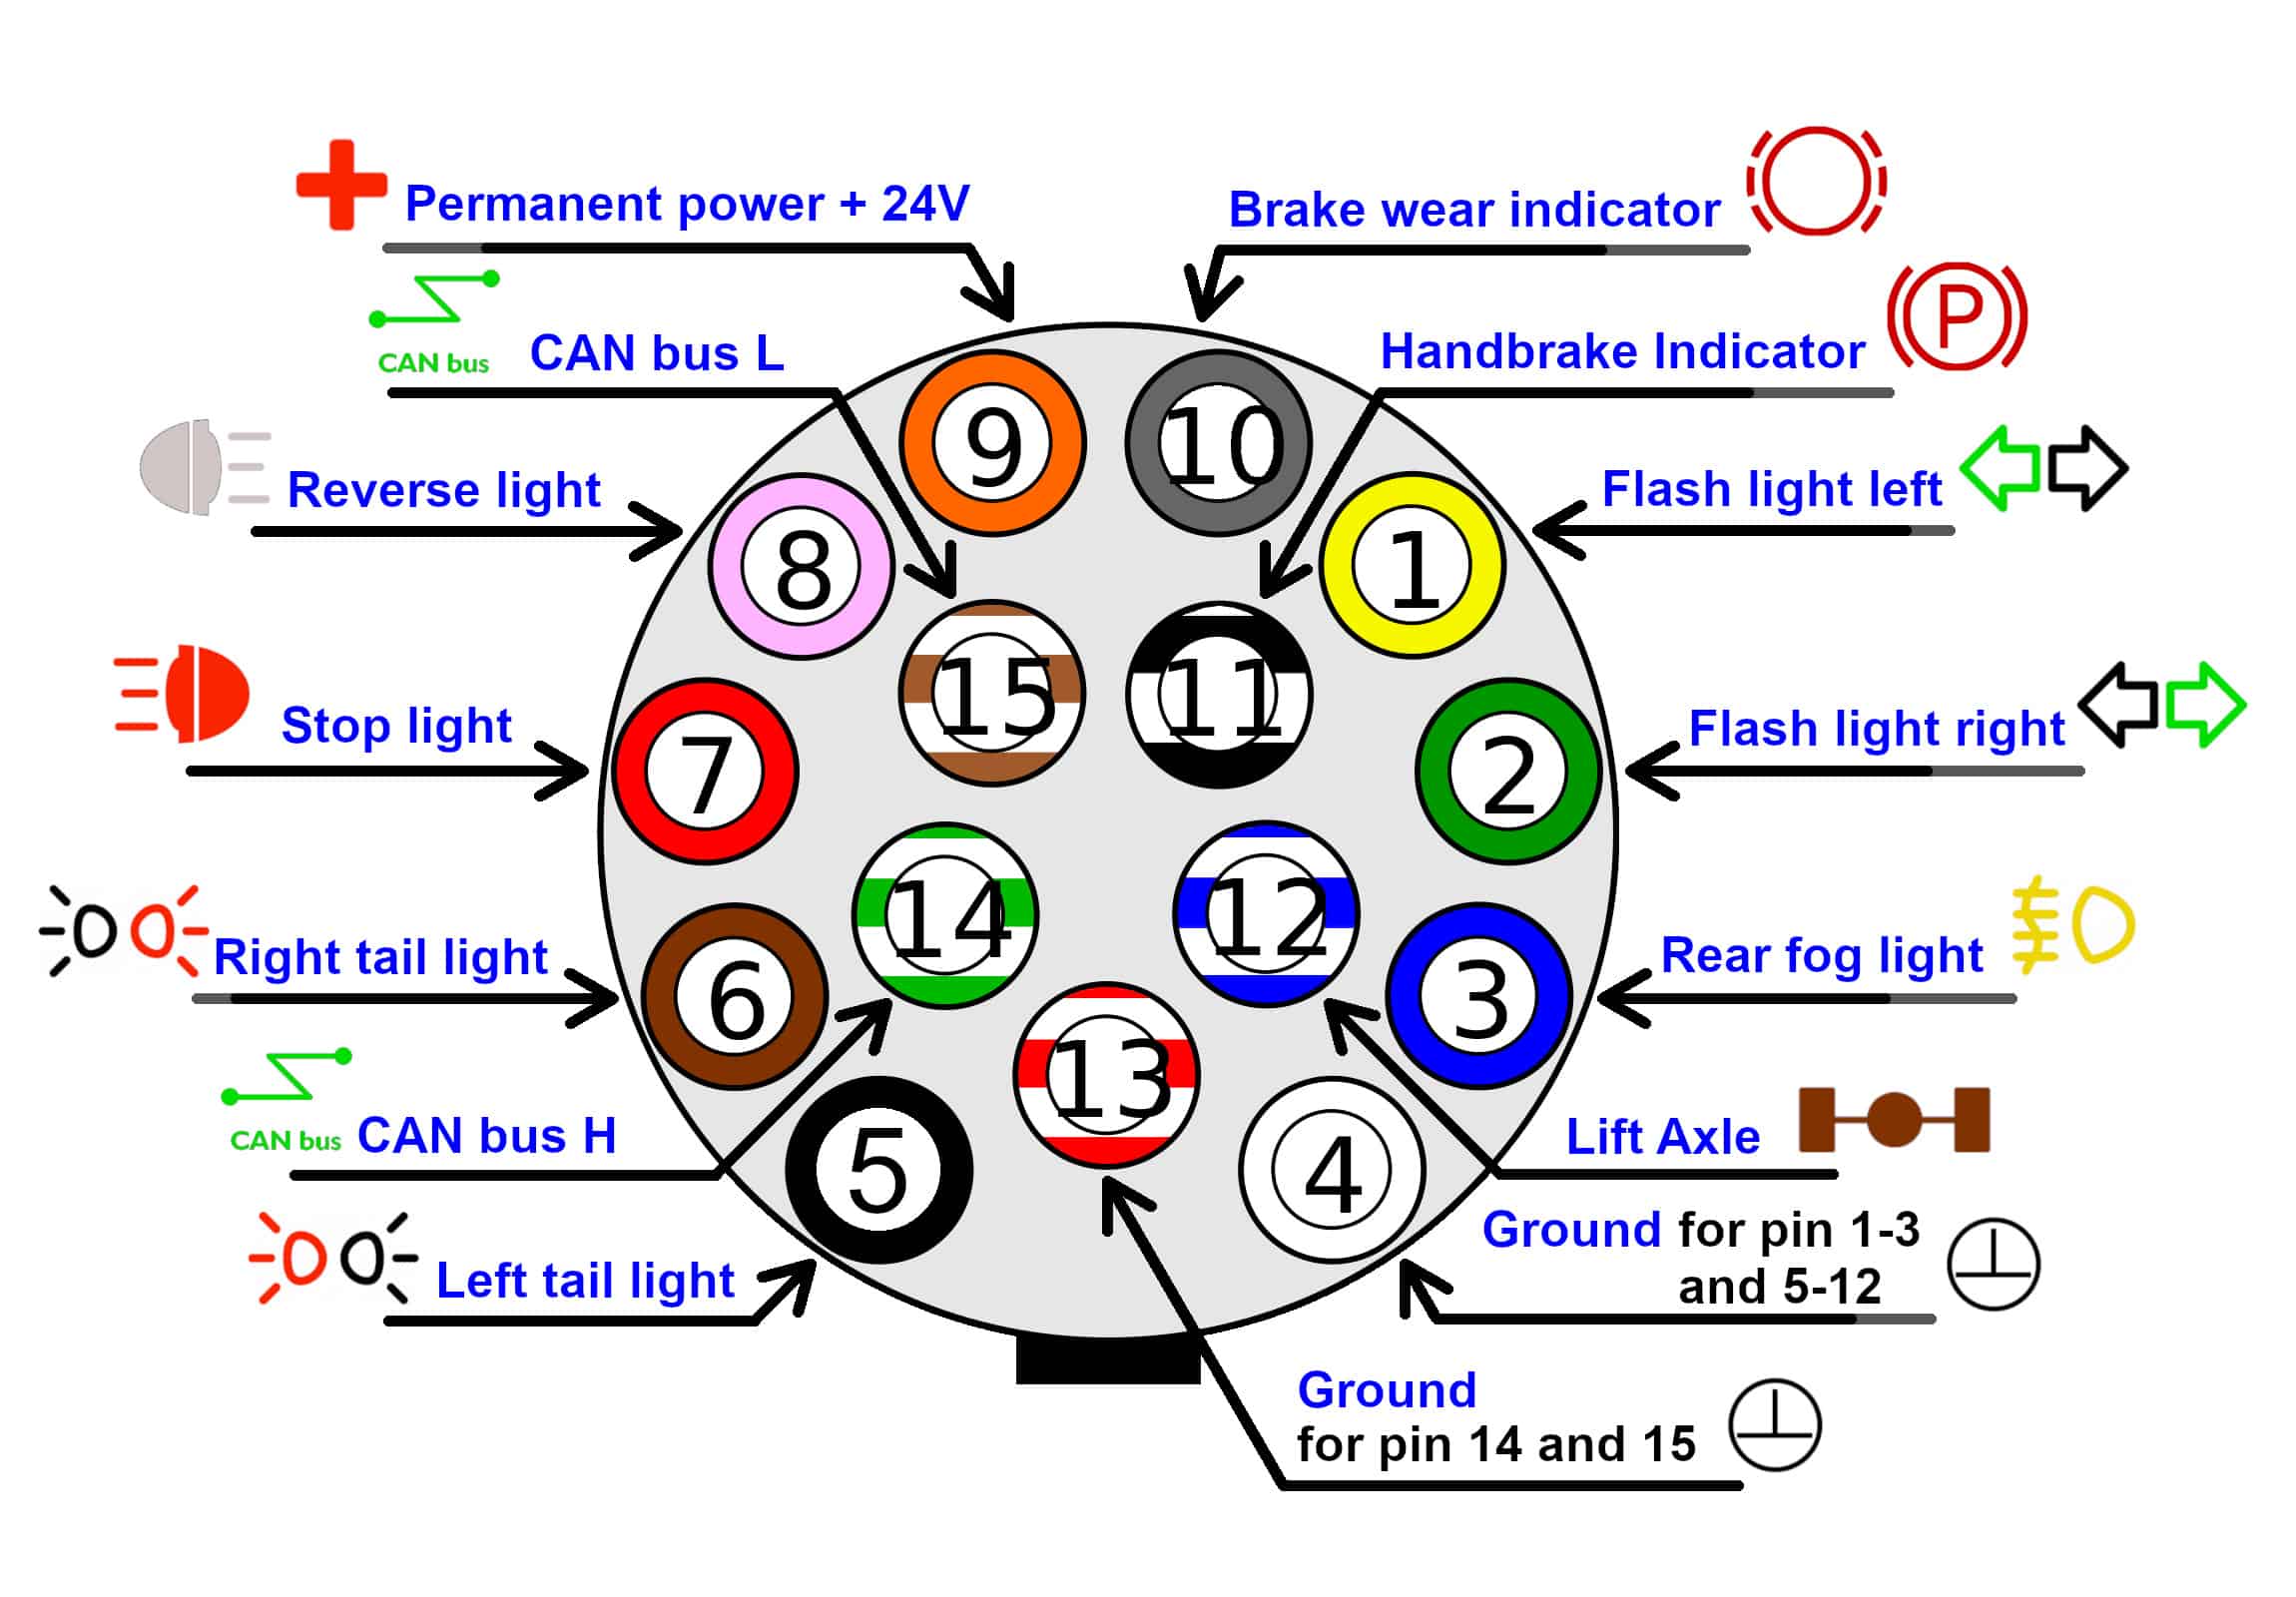 Permanent power + 24V
Brake wear indicator
CAN bus
CAN bus L
Handbrake Indicator
P
Reverse light
Flash light left
9
10
8
1
15
11
Stop light
Flash light right
7
2
14
12
Right tail light
Rear fog light
6
3
13
CAN bus
CAN bus H
Lift Axle
5
4
Left tail light
Ground for pin 1-3
and 5-12
Ground
for pin 14 and 15